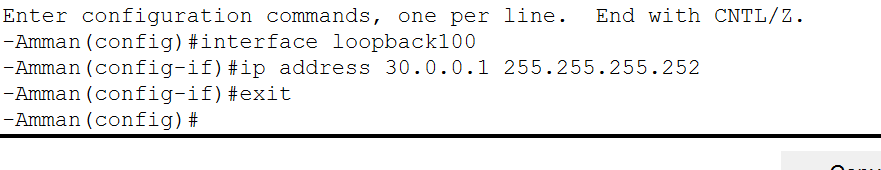 Enter configuration commands, one per line.  End with CNTL/Z.
-Amman(config)#interface loopback100
-Amman(config-if)#ip address 30.0.0.1 255.255.255.252
-Amman(config-if)#exit
-Amman(config)#